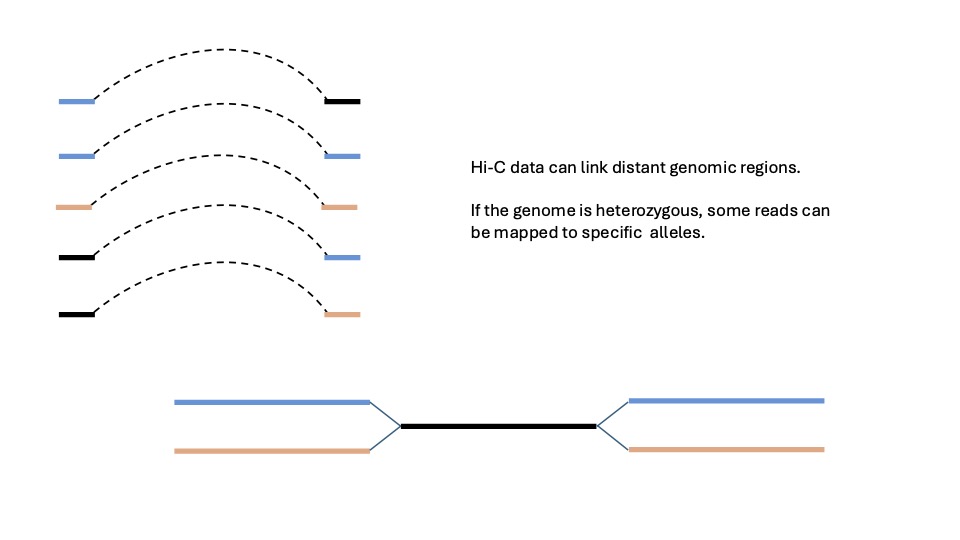 Hi-C data can link distant genomic regions.
If the genome is heterozygous, some reads can
be mapped to specific alleles.